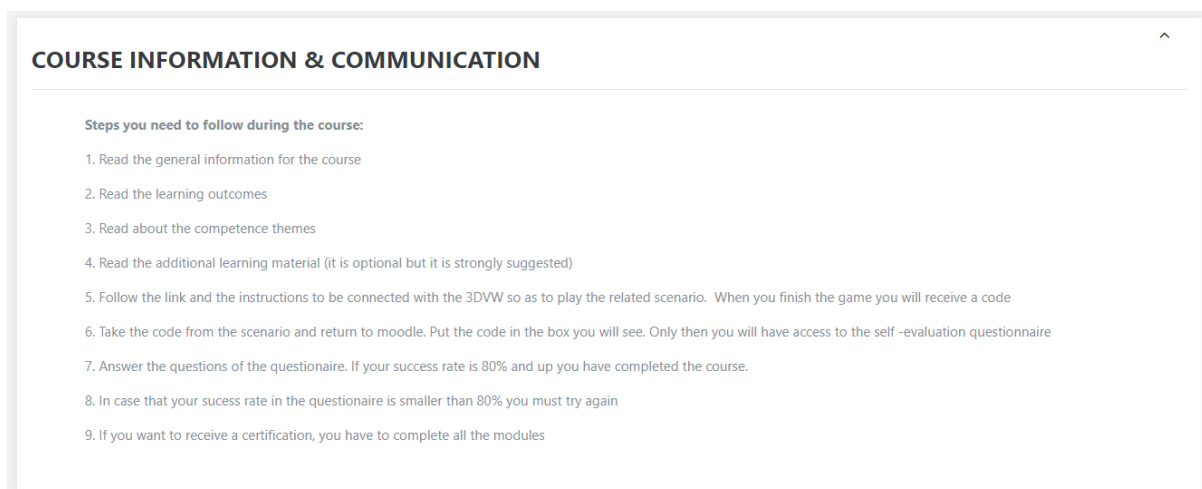 COURSE INFORMATION & COMMUNICATION
Steps you need to follow during the course:
1. Read the general information for the course
2. Read the learning outcomes
3. Read about the competence themes
4. Read the additional learning material (it is optional but it is strongly suggested)
5. Follow the link and the instructions to be connected with the 3DVW so as to play the related scenario.  When you finish the game you will receive a code
6. Take the code from the scenario and return to moodle. Put the code in the box you will see. Only then you will have access to the self -evaluation questionnaire
7. Answer the questions of the questionaire. If your success rate is 80% and up you have completed the course.
8. In case that your sucess rate in the questionaire is smaller than 80% you must try again
9. If you want to receive a certification, you have to complete all the modules